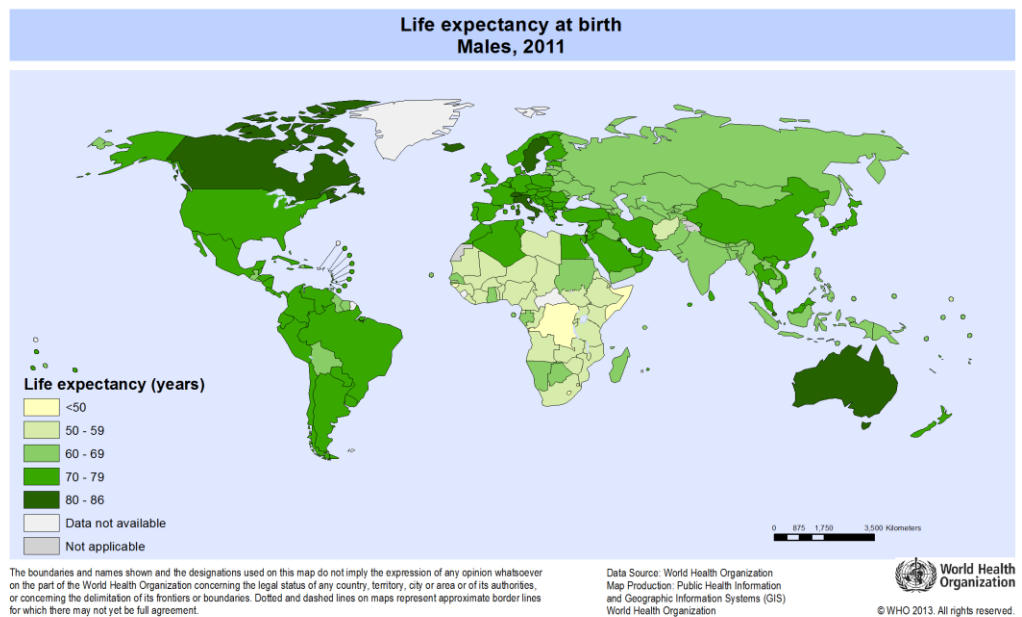 Life expectancy at birth
Males, 2011
Life expectancy (years)
<50
50 - 59
60 - 69
70 - 79
80 - 86
Data not available
Not applicable
0 875 1,750 3,500 Kilometers
The boundaries and names shown and the designations used on this map do not imply the expression of any opinion whatsoever
on the part of the World Health Organization concerning the legal status of any country, territory, city or area or of its authorities,
or concerning the delimitation of its frontiers or boundaries. Dotted and dashed lines on maps represent approximate border lines
for which there may not yet be full agreement.
Data Source: World Health Organization
Map Production: Public Health Information
and Geographic Information Systems (GIS)
World Health Organization
World Health
Organization
© WHO 2013. All rights reserved.